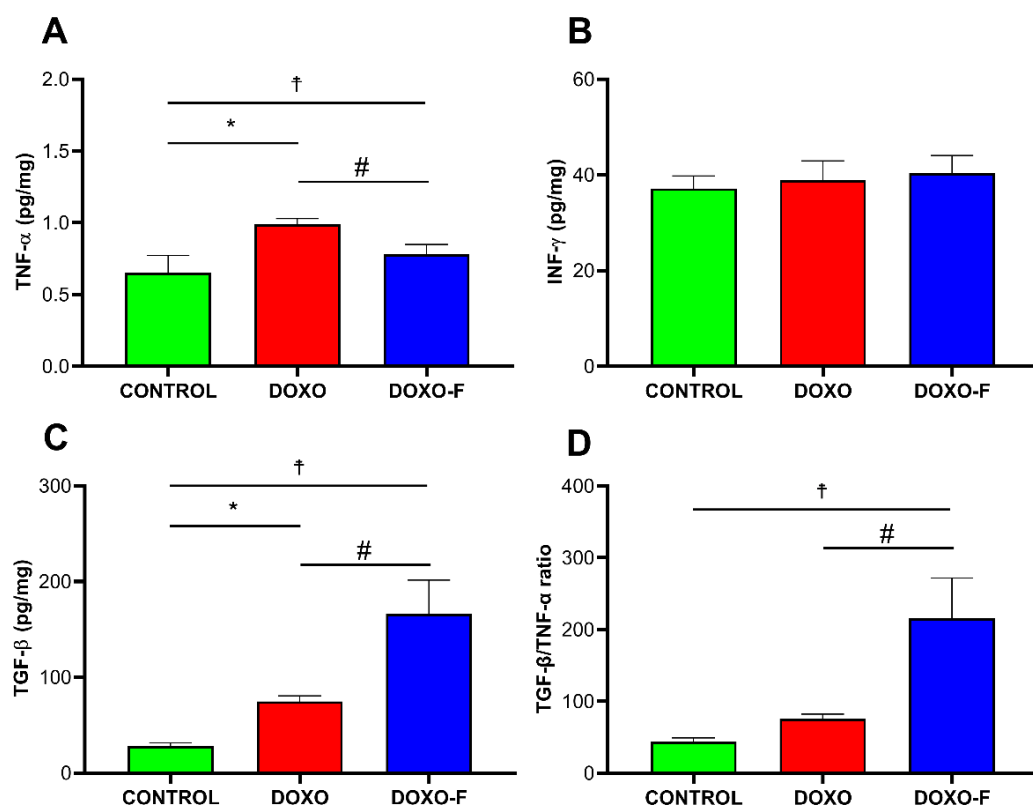 A
TNF-α (pg/mg)
2.0
1.5
1.0
0.5
0.0
☨
*
#
CONTROL DOXO DOXO-F
B
INF-γ (pg/mg)
60
40
20
0
CONTROL DOXO DOXO-F
C
TGF-β (pg/mg)
300
200
100
0
☨
*
#
CONTROL DOXO DOXO-F
D
TGF-β/TNF-α ratio
400
300
200
100
0
☨
#
CONTROL DOXO DOXO-F